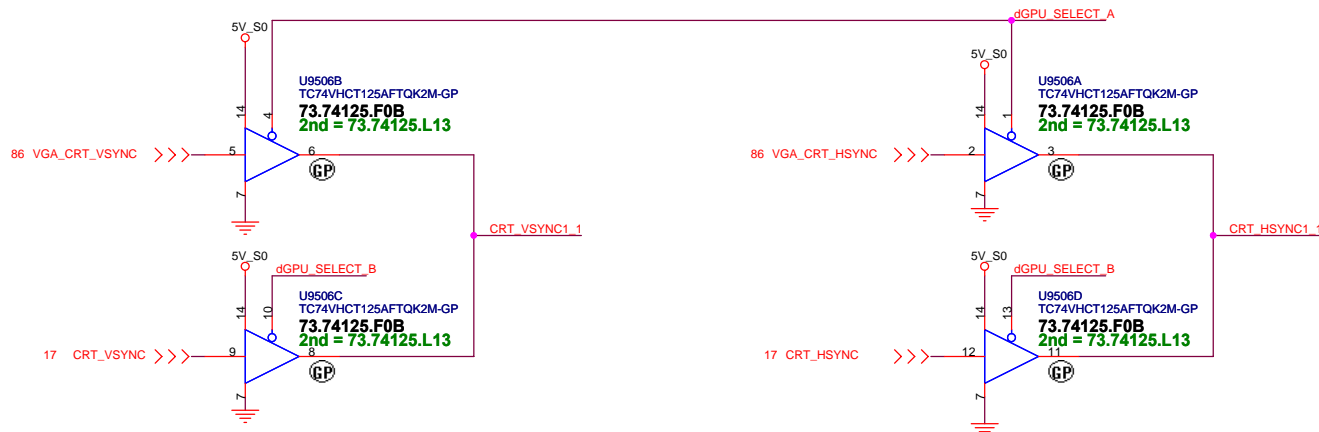 dGPU_SELECT_A
5V_S0
U9506B
TC74VHCT125AFTQK2M-GP
73.74125.F0B
2nd = 73.74125.L13
14
4
86 VGA_CRT_VSYNC
5
6
GP
7
5V_S0
U9506A
TC74VHCT125AFTQK2M-GP
73.74125.F0B
2nd = 73.74125.L13
14
1
86 VGA_CRT_HSYNC
2
3
GP
7
CRT_VSYNC1_1
CRT_HSYNC1_1
5V_S0
dGPU_SELECT_B
U9506C
TC74VHCT125AFTQK2M-GP
73.74125.F0B
2nd = 73.74125.L13
14
10
17 CRT_VSYNC
9
8
GP
7
5V_S0
dGPU_SELECT_B
U9506D
TC74VHCT125AFTQK2M-GP
73.74125.F0B
2nd = 73.74125.L13
14
13
17 CRT_HSYNC
12
11
GP
7